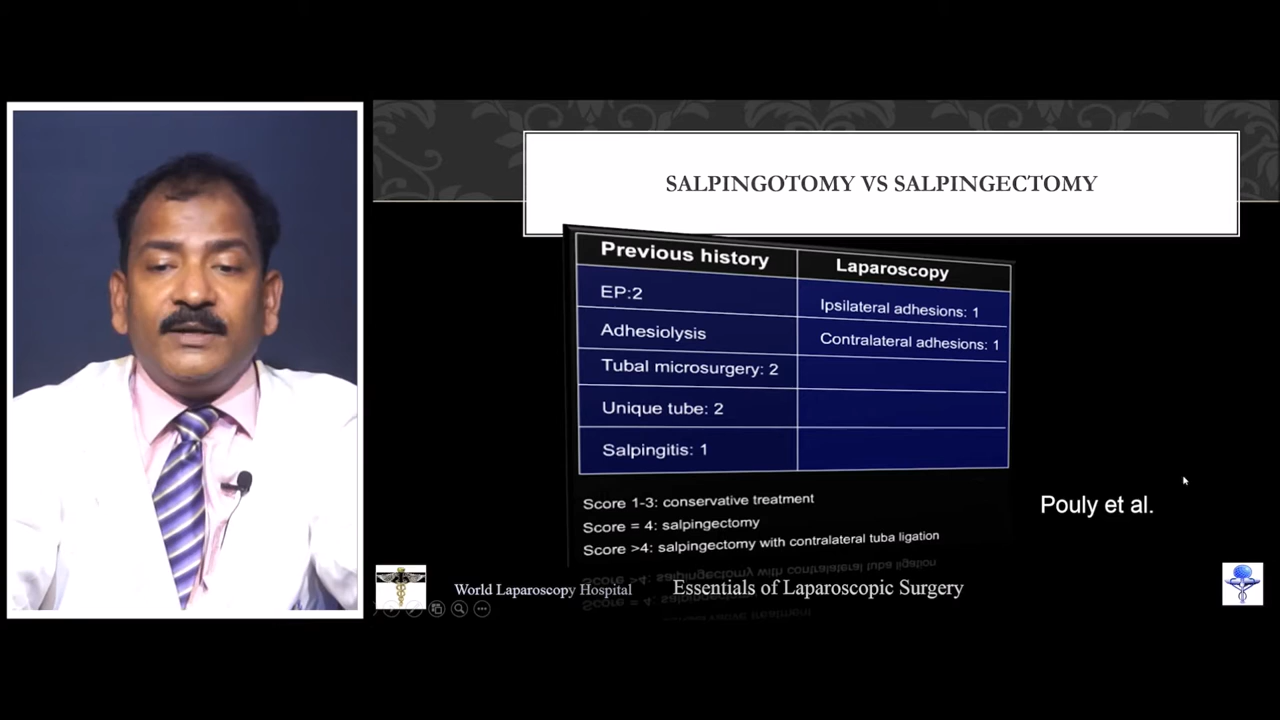 SALPINGOTOMY VS SALPINGECTOMY
Previous history
Laparoscopy
EP:2
Ipsilateral adhesions: 1
Adhesiolysis
Contralateral adhesions: 1
Tubal microsurgery: 2
Unique tube: 2
Salpingitis: 1
Score 1-3: conservative treatment
Score = 4: salpingectomy
Score >4: salpingectomy with contralateral tuba ligation
Pouly et al.
World Laparoscopy Hospital
Essentials of Laparoscopic Surgery